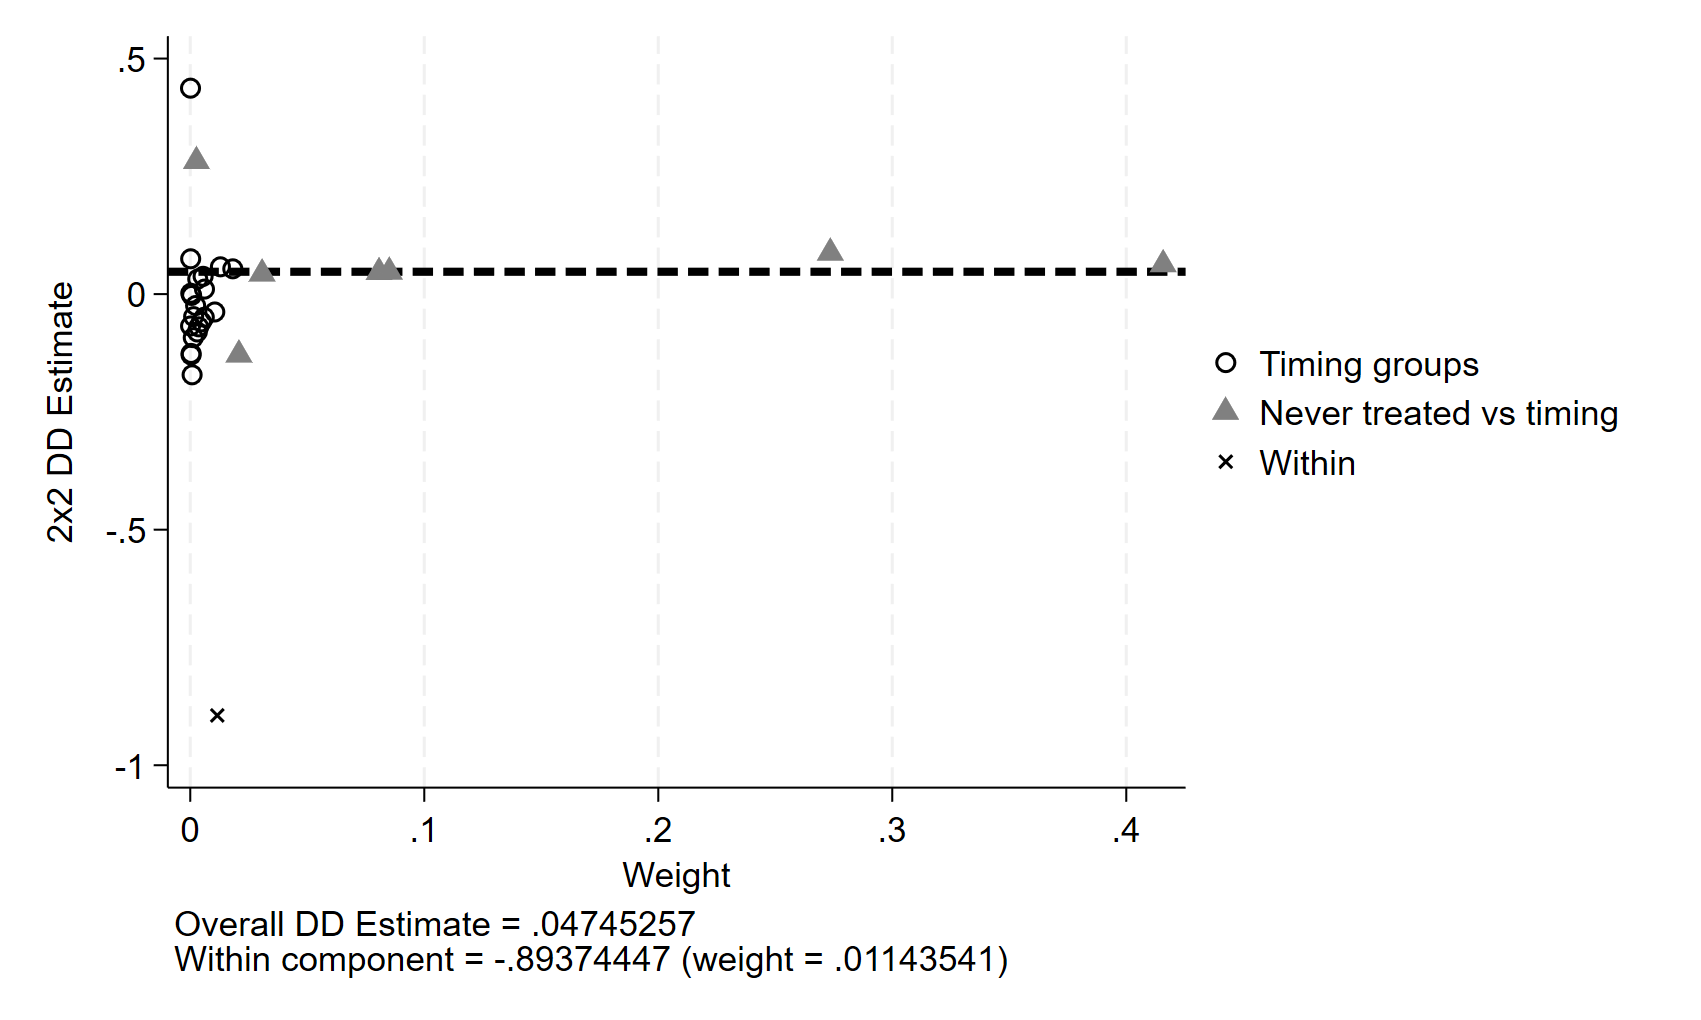 .5
0
-.5
-1
2x2 DD Estimate
0 .1 .2 .3 .4
Weight
Timing groups
Never treated vs timing
Within
Overall DD Estimate = .04745257
Within component = -.89374447 (weight = .01143541)